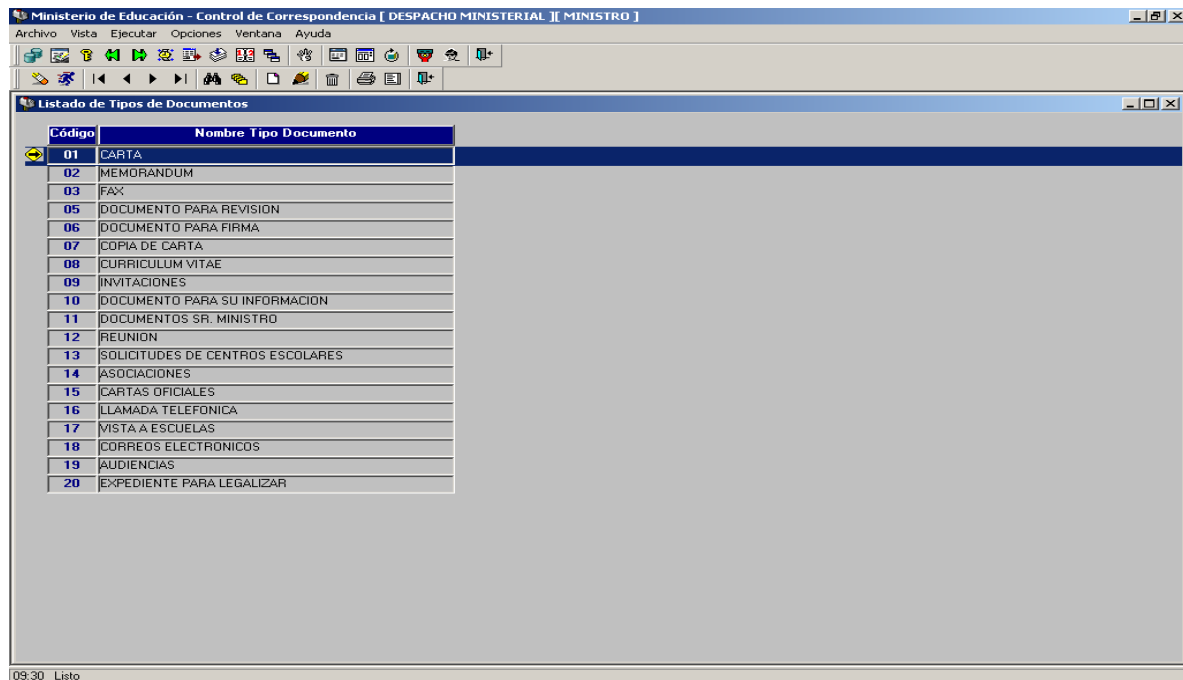 Ministerio de Educación - Control de Correspondencia [ DESPACHO MINISTERIAL ][ MINISTRO ]
Archivo Vista Ejecutar Opciones Ventana Ayuda
Listado de Tipos de Documentos
Código Nombre Tipo Documento
01 CARTA
02 MEMORANDUM
03 FAX
05 DOCUMENTO PARA REVISION
06 DOCUMENTO PARA FIRMA
07 COPIA DE CARTA
08 CURRICULUM VITAE
09 INVITACIONES
10 DOCUMENTO PARA SU INFORMACION
11 DOCUMENTOS SR. MINISTRO
12 REUNION
13 SOLICITUDES DE CENTROS ESCOLARES
14 ASOCIACIONES
15 CARTAS OFICIALES
16 LLAMADA TELEFONICA
17 VISTA A ESCUELAS
18 CORREOS ELECTRONICOS
19 AUDIENCIAS
20 EXPEDIENTE PARA LEGALIZAR
09:30 Listo